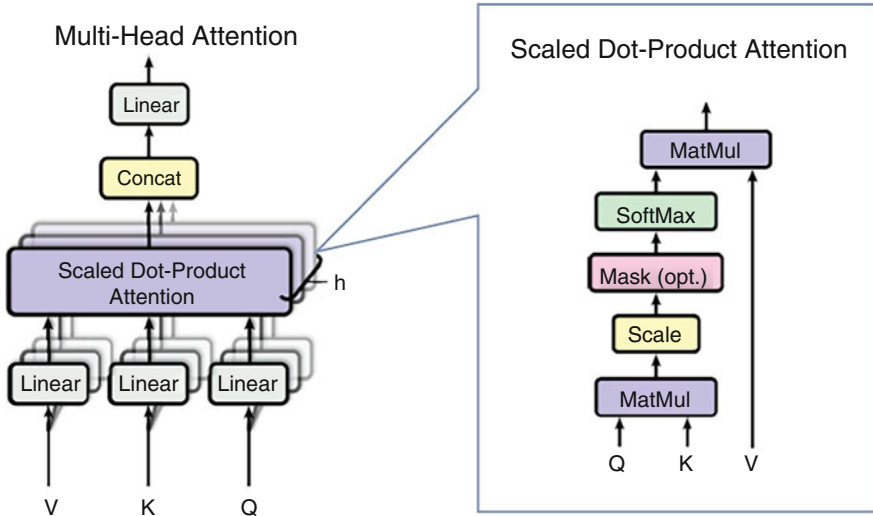 Multi-Head Attention
Linear
Concat
Scaled Dot-Product
Attention
h
Linear
Linear
Linear
V
K
Q
Scaled Dot-Product Attention
MatMul
SoftMax
Mask (opt.)
Scale
MatMul
Q
K
V